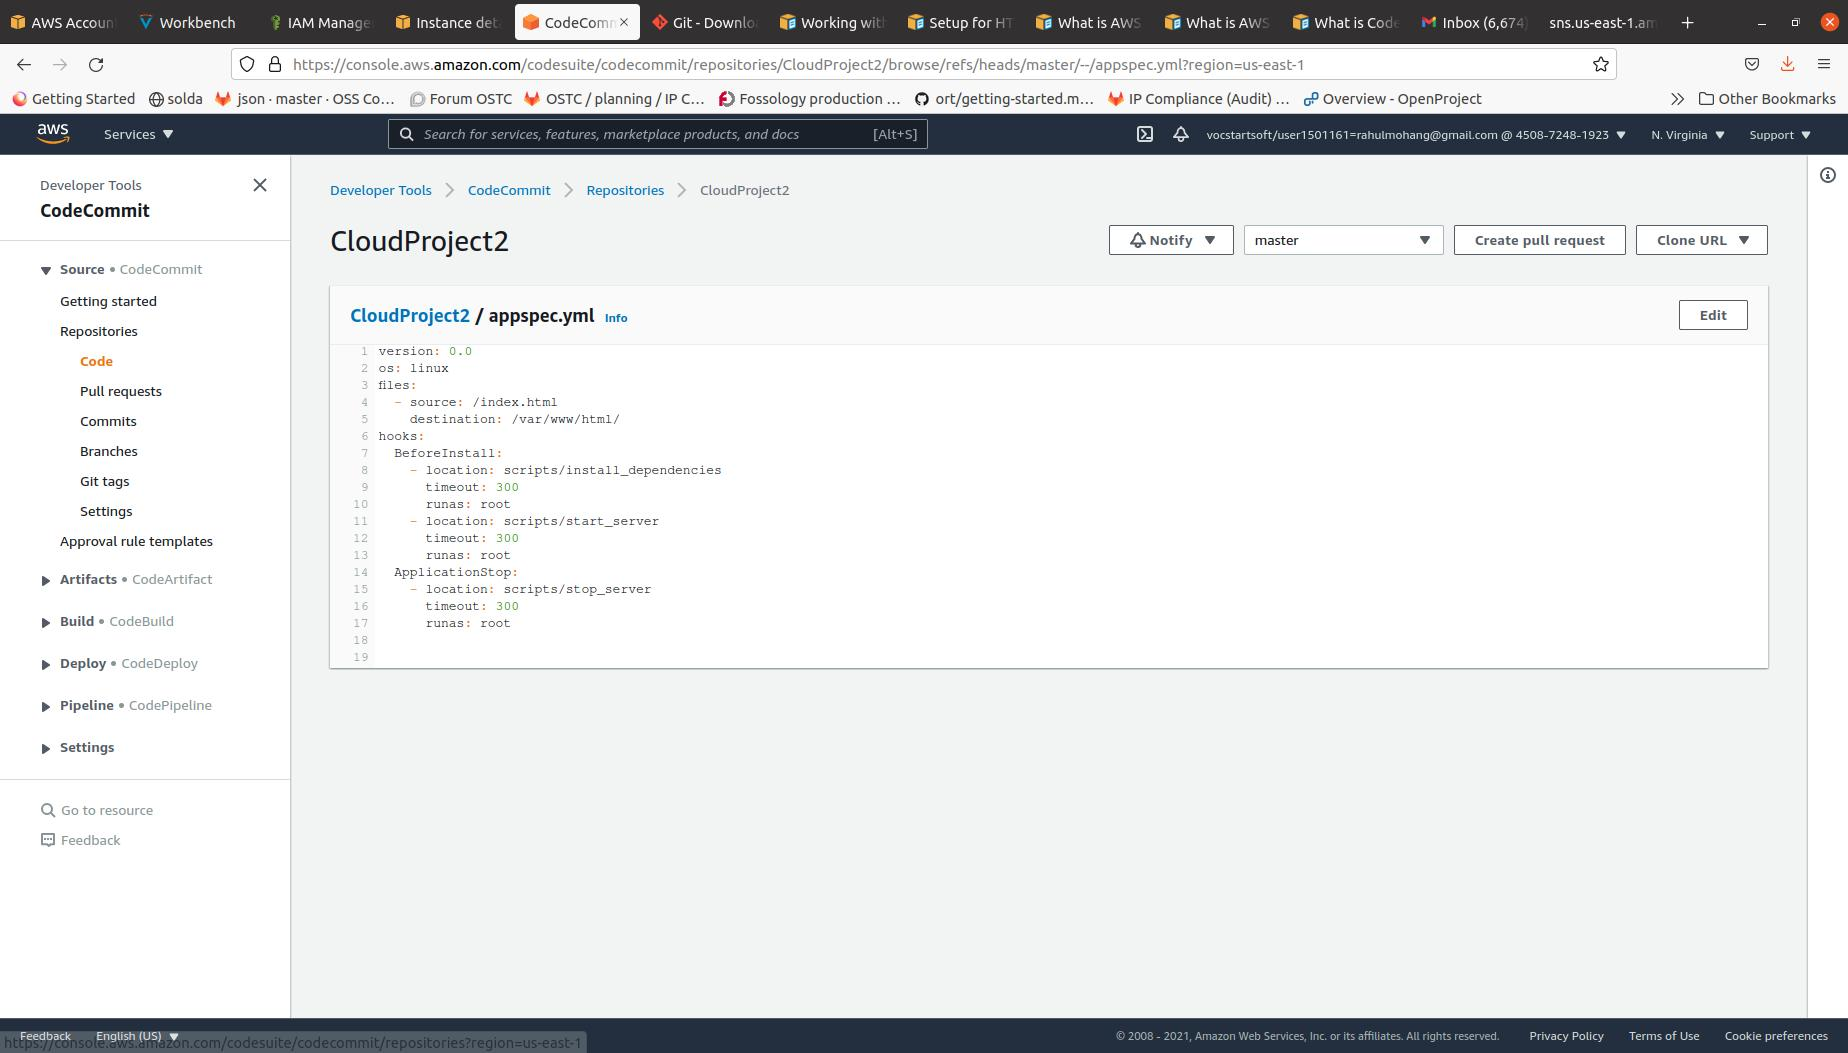 AWS Accoun
Workbench
IAM Manage
Instance det
CodeComm
Git - Downlo
Working with
Setup for HT
What is AWS
What is AWS
What is Code
Inbox (6,674)
sns.us-east-1.am
https://console.aws.amazon.com/codesuite/codecommit/repositories/CloudProject2/browse/refs/heads/master/--/appspec.yml?region=us-east-1
Getting Started
solda
json · master · OSS Co...
Forum OSTC
OSTC / planning / IP C...
Fossology production ...
ort/getting-started.m...
IP Compliance (Audit) ...
Overview - OpenProject
Other Bookmarks
aws
Services
Search for services, features, marketplace products, and docs
[Alt+S]
vocstartsoft/user1501161=rahulmohang@gmail.com @ 4508-7248-1923
N. Virginia
Support
Developer Tools
CodeCommit
Source • CodeCommit
Getting started
Repositories
Code
Pull requests
Commits
Branches
Git tags
Settings
Approval rule templates
Artifacts • CodeArtifact
Build • CodeBuild
Deploy • CodeDeploy
Pipeline • CodePipeline
Settings
Go to resource
Feedback
Developer Tools
CodeCommit
Repositories
CloudProject2
CloudProject2
Notify
master
Create pull request
Clone URL
CloudProject2 / appspec.yml Info
Edit
1 version: 0.0
2 os: linux
3 files:
4   - source: /index.html
5     destination: /var/www/html/
6 hooks:
7   BeforeInstall:
8     - location: scripts/install_dependencies
9       timeout: 300
10       runas: root
11     - location: scripts/start_server
12       timeout: 300
13       runas: root
14   ApplicationStop:
15     - location: scripts/stop_server
16       timeout: 300
17       runas: root
18
19
Feedback
English (US)
https://console.aws.amazon.com/codesuite/codecommit/repositories?region=us-east-1
© 2008 - 2021, Amazon Web Services, Inc. or its affiliates. All rights reserved.
Privacy Policy
Terms of Use
Cookie preferences